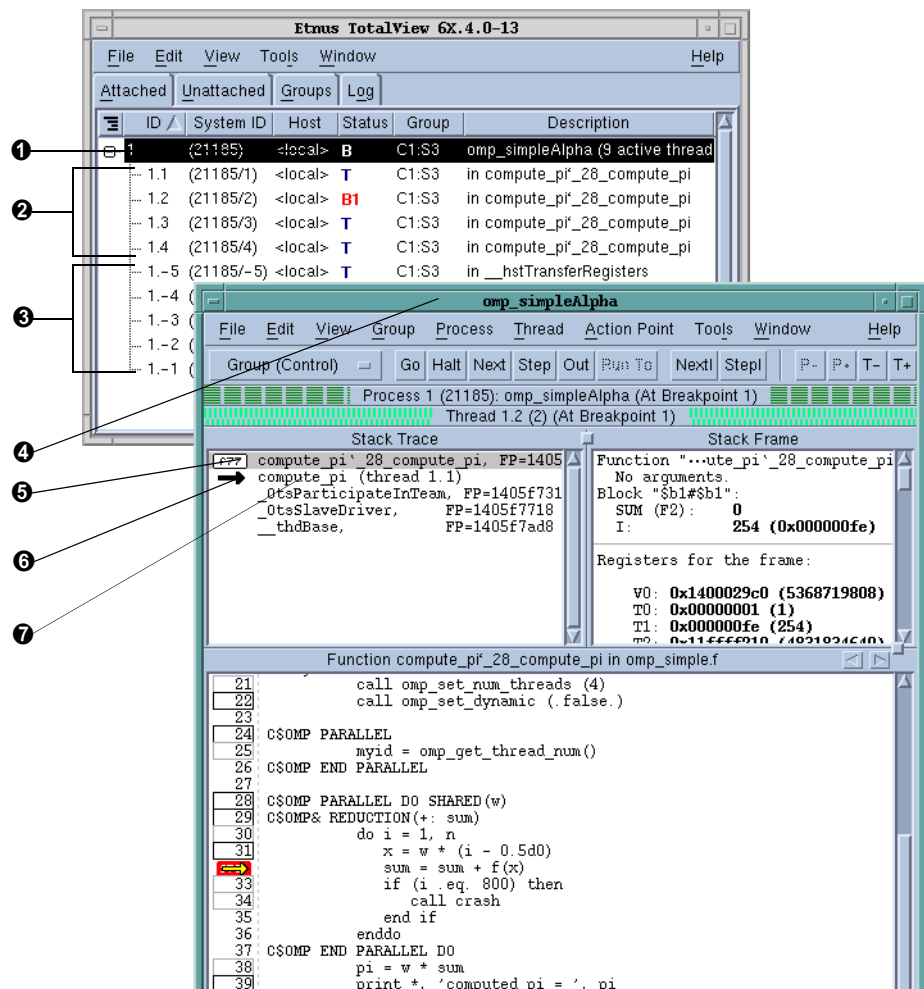 Etnus TotalView 6X.4.0-13
File Edit View Tools Window Help
Attached Unattached Groups Log
ID System ID Host Status Group Description
1 1 (21185) <local> B C1:S3 omp_simpleAlpha (9 active thread
1.1 (21185/1) <local> T C1:S3 in compute_pi`_28_compute_pi
2 1.2 (21185/2) <local> B1 C1:S3 in compute_pi`_28_compute_pi
1.3 (21185/3) <local> T C1:S3 in compute_pi`_28_compute_pi
1.4 (21185/4) <local> T C1:S3 in compute_pi`_28_compute_pi
1.-5 (21185/-5) <local> T C1:S3 in __hstTransferRegisters
1.-4 (
3 1.-3 (
1.-2 (
1.-1 (
omp_simpleAlpha
File Edit View Group Process Thread Action Point Tools Window Help
Group (Control) Go Halt Next Step Out Run To NextI StepI P- P+ T- T+
Process 1 (21185): omp_simpleAlpha (At Breakpoint 1)
Thread 1.2 (2) (At Breakpoint 1)
4
Stack Trace
f77 compute_pi`_28_compute_pi, FP=1405
5
compute_pi (thread 1.1)
_OtsParticipateInTeam, FP=1405f731
_OtsSlaveDriver, FP=1405f7718
__thdBase, FP=1405f7ad8
6
7
Stack Frame
Function "...ute_pi`_28_compute_pi
No arguments.
Block "$b1#$b1":
SUM (F2): 0
I: 254 (0x000000fe)
Registers for the frame:
V0: 0x1400029c0 (5368719808)
T0: 0x00000001 (1)
T1: 0x000000fe (254)
T2: 0x11ffff210 (4831834640)
Function compute_pi`_28_compute_pi in omp_simple.f
21 call omp_set_num_threads (4)
22 call omp_set_dynamic (.false.)
23
24 C$OMP PARALLEL
25 myid = omp_get_thread_num()
26 C$OMP END PARALLEL
27
28 C$OMP PARALLEL DO SHARED(w)
29 C$OMP& REDUCTION(+: sum)
30 do i = 1, n
31 x = w * (i - 0.5d0)
sum = sum + f(x)
33 if (i .eq. 800) then
34 call crash
35 end if
36 enddo
37 C$OMP END PARALLEL DO
38 pi = w * sum
39 print *, 'computed pi = ', pi